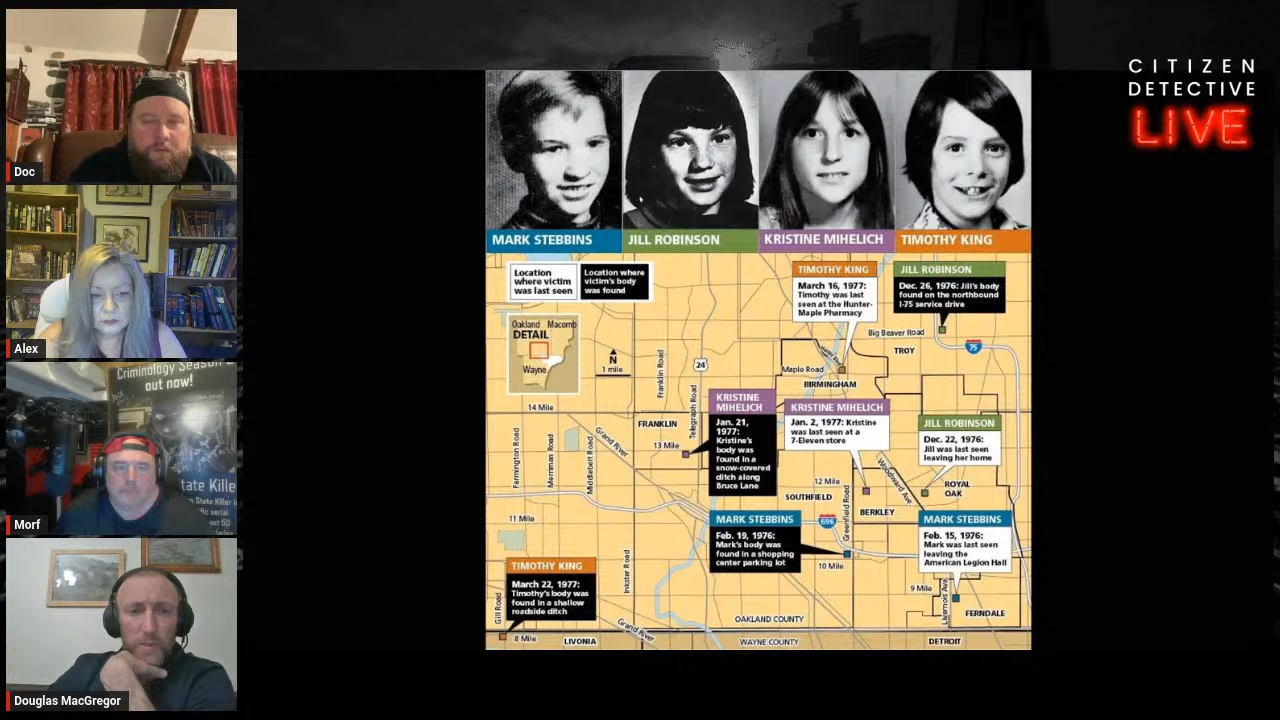 Doc
Alex
Criminology Season
out now!
tate Kille
Morf
Douglas MacGregor
CITIZEN
DETECTIVE
LIVE
MARK STEBBINS
JILL ROBINSON
KRISTINE MIHELICH
TIMOTHY KING
Location
where victim
was last seen
Location where
victim's body
was found
Oakland Macomb
DETAIL
Wayne
N
1 mile
TIMOTHY KING
March 16, 1977:
Timothy was last
seen at the Hunter-
Maple Pharmacy
JILL ROBINSON
Dec. 26, 1976: Jill's body
found on the northbound
I-75 service drive
Big Beaver Road
TROY
75
Franklin Road
24
Maple Road
BIRMINGHAM
Telegraph Road
14 Mile
FRANKLIN
13 Mile
Grand River
Farmington Road
Merriman Road
Middlebelt Road
KRISTINE
MIHELICH
Jan. 21,
1977:
Kristine's
body was
found in a
snow-covered
ditch along
Bruce Lane
KRISTINE MIHELICH
Jan. 2, 1977: Kristine
was last seen at a
7-Eleven store
JILL ROBINSON
Dec. 22, 1976:
Jill was last seen
leaving her home
12 Mile
SOUTHFIELD
Greenfield Road
Woodward Ave.
ROYAL
OAK
BERKLEY
11 Mile
696
MARK STEBBINS
Feb. 19, 1976:
Mark's body was
found in a shopping
center parking lot
10 Mile
MARK STEBBINS
Feb. 15, 1976:
Mark was last seen
leaving the
American Legion Hall
9 Mile
Livernois Ave.
FERNDALE
Inkster Road
TIMOTHY KING
March 22, 1977:
Timothy's body was
found in a shallow
roadside ditch
Gill Road
8 Mile
LIVONIA
Grand River
OAKLAND COUNTY
WAYNE COUNTY
DETROIT